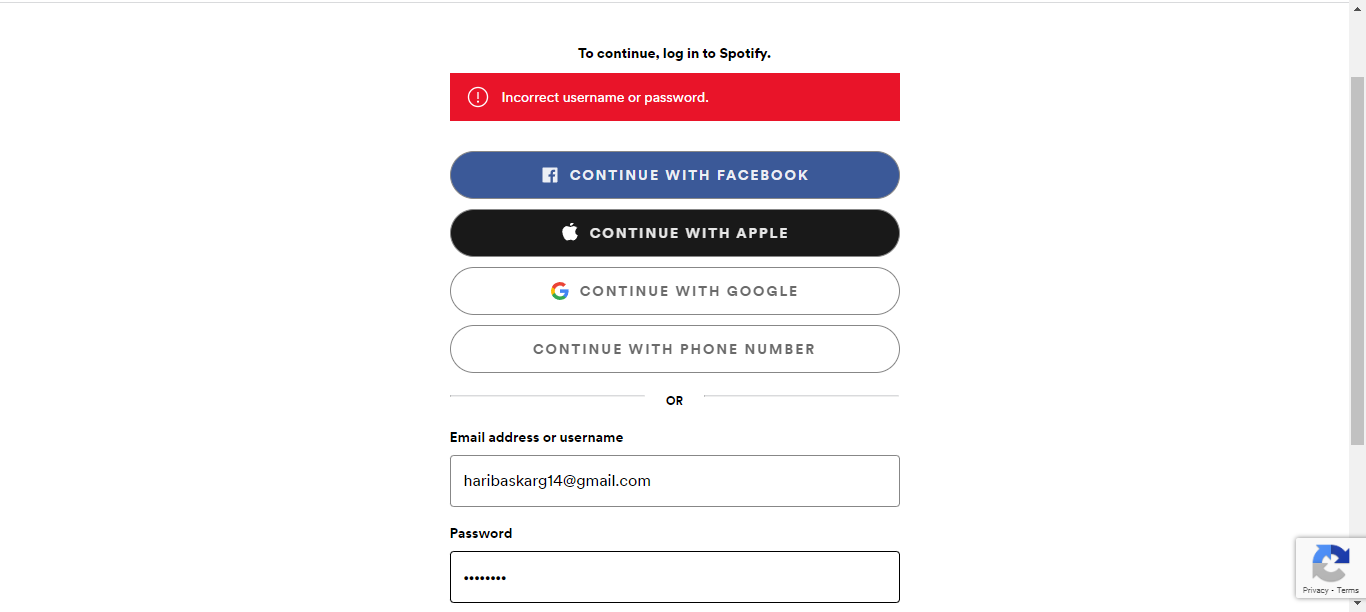 To continue, log in to Spotify.
Incorrect username or password.
CONTINUE WITH FACEBOOK
CONTINUE WITH APPLE
CONTINUE WITH GOOGLE
CONTINUE WITH PHONE NUMBER
OR
Email address or username
haribaskarg14@gmail.com
Password
••••••••
Privacy - Terms